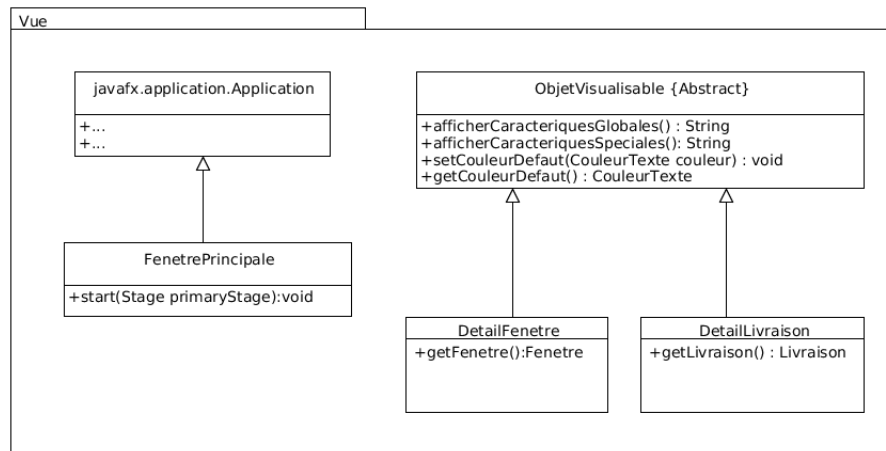 Vue
javafx.application.Application
+...
+...
FenetrePrincipale
+start(Stage primaryStage):void
ObjetVisualisable {Abstract}
+afficherCaracteriquesGlobales() : String
+afficherCaracteriquesSpeciales(): String
+setCouleurDefaut(CouleurTexte couleur) : void
+getCouleurDefaut() : CouleurTexte
DetailFenetre
+getFenetre():Fenetre
DetailLivraison
+getLivraison() : Livraison